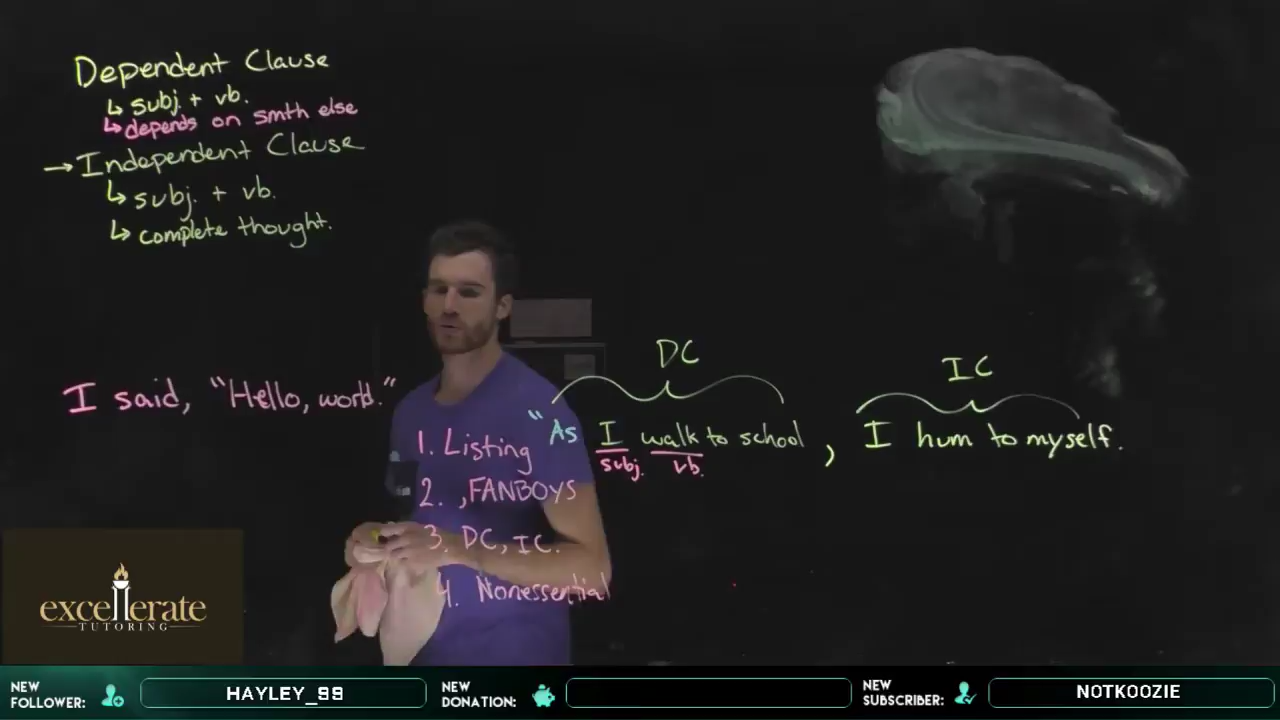 Dependent Clause
↳ subj. + vb.
↳ depends on smth else
→ Independent Clause
↳ subj. + vb.
↳ complete thought.
I said, "Hello, world."
DC
IC
"As I walk to school, I hum to myself.
subj. vb.
1. Listing
2. ,FANBOYS
3. DC, IC.
4. Nonessential
excellerate
TUTORING
NEW FOLLOWER: HAYLEY_99
NEW DONATION:
NEW SUBSCRIBER: NOTKOOZIE